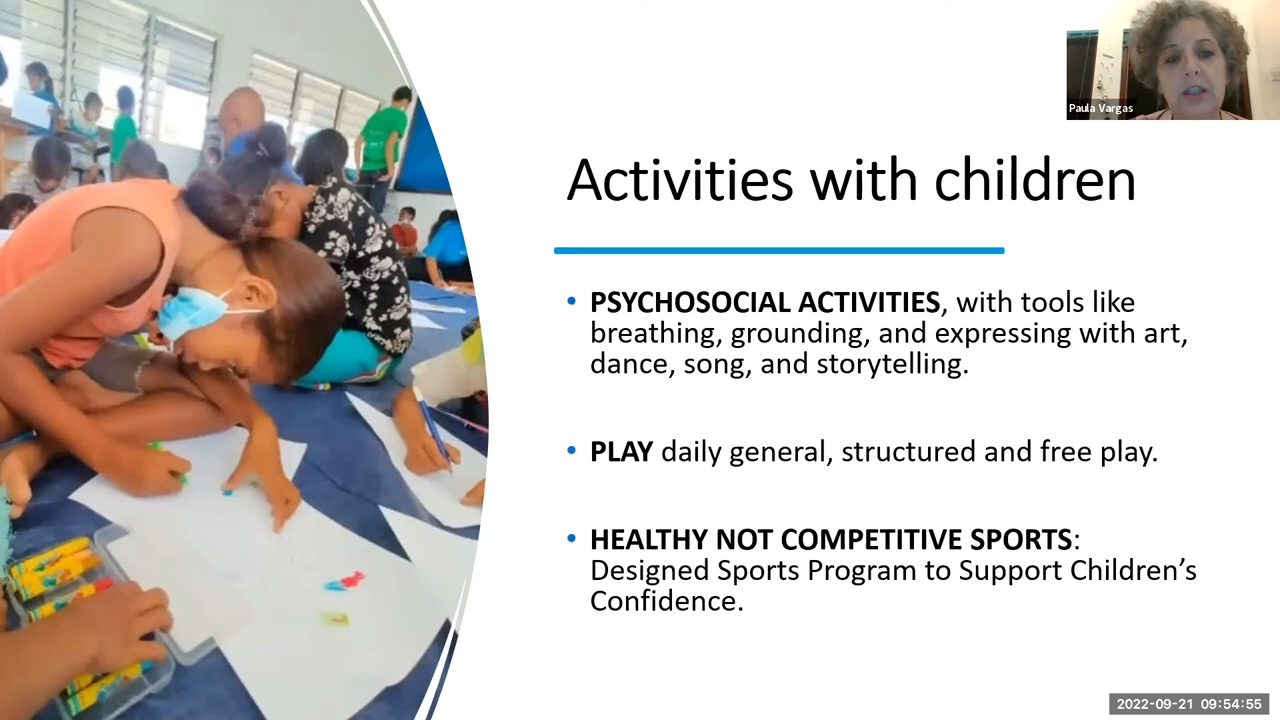 Paula Vargas
Activities with children
• PSYCHOSOCIAL ACTIVITIES, with tools like
breathing, grounding, and expressing with art,
dance, song, and storytelling.
• PLAY daily general, structured and free play.
• HEALTHY NOT COMPETITIVE SPORTS:
Designed Sports Program to Support Children’s
Confidence.
2022-09-21 09:54:55